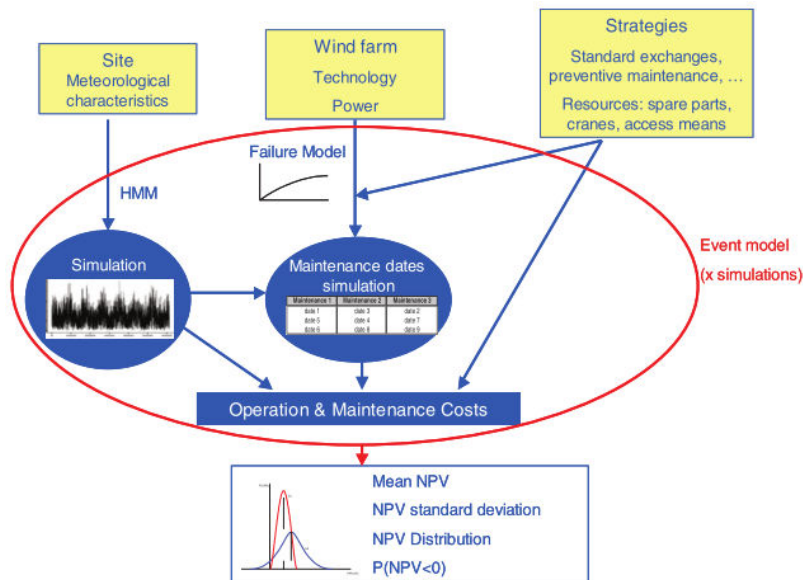 Site
Meteorological
characteristics
Wind farm
Technology
Power
Strategies
Standard exchanges,
preventive maintenance, ...
Resources: spare parts,
cranes, access means
Failure Model
HMM
Simulation
Maintenance dates
simulation
Maintenance 1 Maintenance 2 Maintenance 3
date 1 date 3 date 2
date 5 date 4 date 7
date 6 date 8 date 9
Event model
(x simulations)
Operation & Maintenance Costs
Mean NPV
NPV standard deviation
NPV Distribution
P(NPV<0)